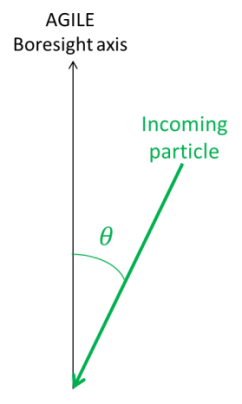 AGILE
Boresight axis
Incoming
particle
θ